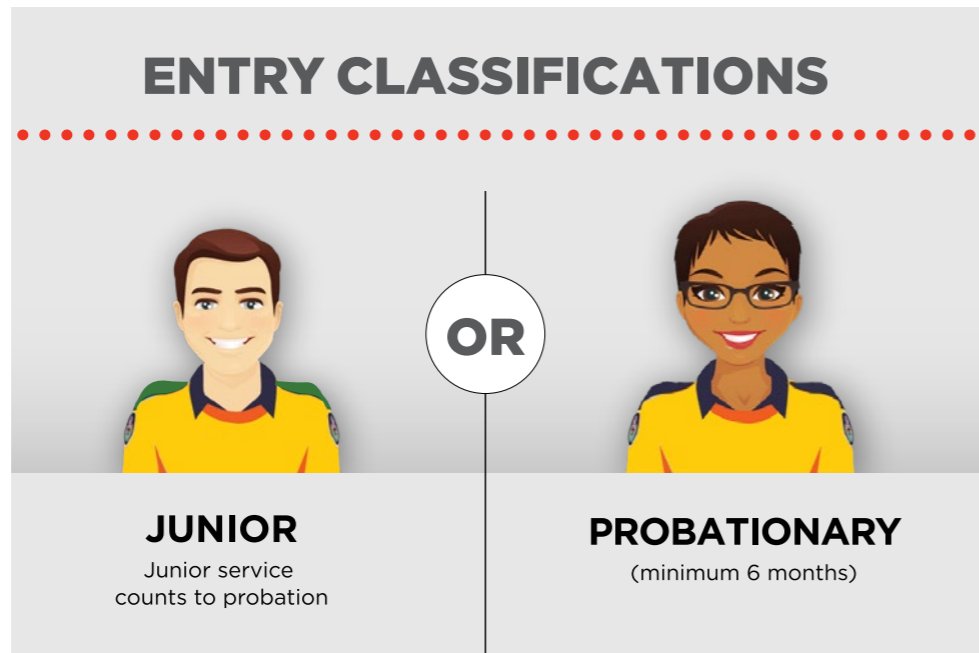 ENTRY CLASSIFICATIONS
OR
JUNIOR
Junior service
counts to probation
PROBATIONARY
(minimum 6 months)